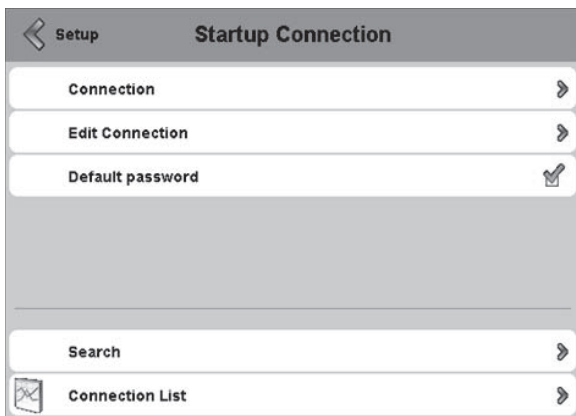 Setup
Startup Connection
Connection
Edit Connection
Default password
Search
Connection List